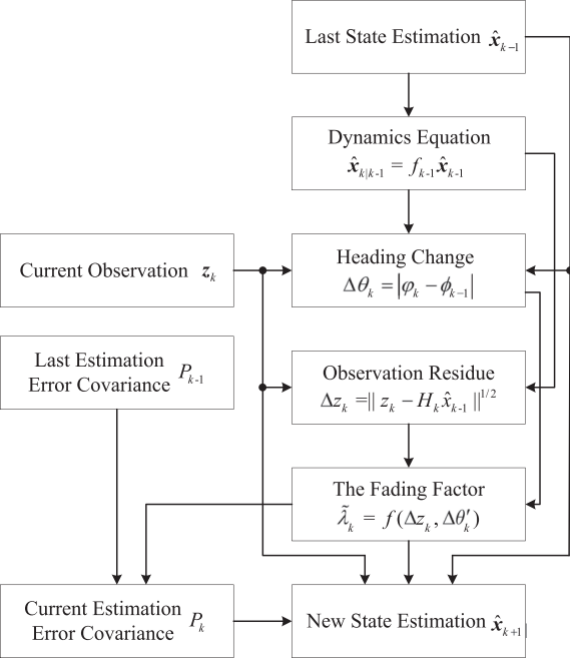 Last State Estimation x̂ₖ₋₁
Dynamics Equation
x̂ₖ|ₖ₋₁ = fₖ₋₁x̂ₖ₋₁
Current Observation zₖ
Heading Change
Δθₖ = |φₖ − ϕₖ₋₁|
Last Estimation
Error Covariance Pₖ₋₁
Observation Residue
Δzₖ =|| zₖ − Hₖx̂ₖ₋₁ ||^1/2
The Fading Factor
λ̃ₖ = f(Δzₖ, Δθ′ₖ)
Current Estimation
Error Covariance Pₖ
New State Estimation x̂ₖ₊₁|